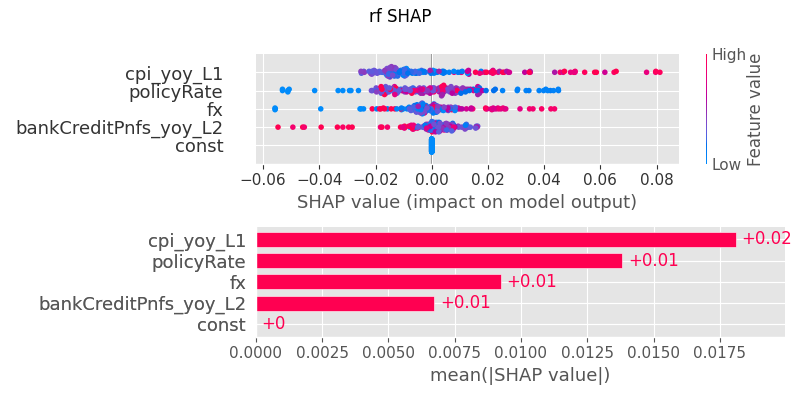 rf SHAP
cpi_yoy_L1
policyRate
fx
bankCreditPnfs_yoy_L2
const
−0.06 −0.04 −0.02 0.00 0.02 0.04 0.06 0.08
SHAP value (impact on model output)
High
Low
Feature value
cpi_yoy_L1 +0.02
policyRate +0.01
fx +0.01
bankCreditPnfs_yoy_L2 +0.01
const +0
0.0000 0.0025 0.0050 0.0075 0.0100 0.0125 0.0150 0.0175
mean(|SHAP value|)